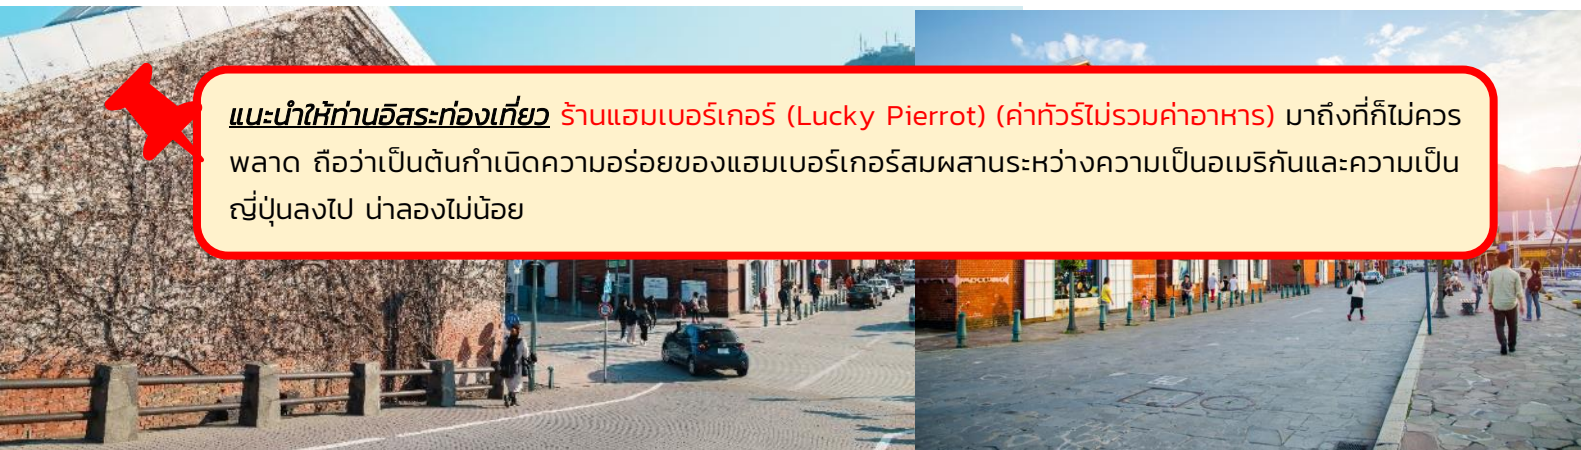 แนะนำให้ท่านอิสระท่องเที่ยว ร้านแฮมเบอร์เกอร์ (Lucky Pierrot) (ค่าทัวร์ไม่รวมค่าอาหาร) มาถึงที่ก็ไม่ควร
พลาด ถือว่าเป็นต้นกำเนิดความอร่อยของแฮมเบอร์เกอร์สมผสานระหว่างความเป็นอเมริกันและความเป็น
ญี่ปุ่นลงไป น่าลองไม่น้อย